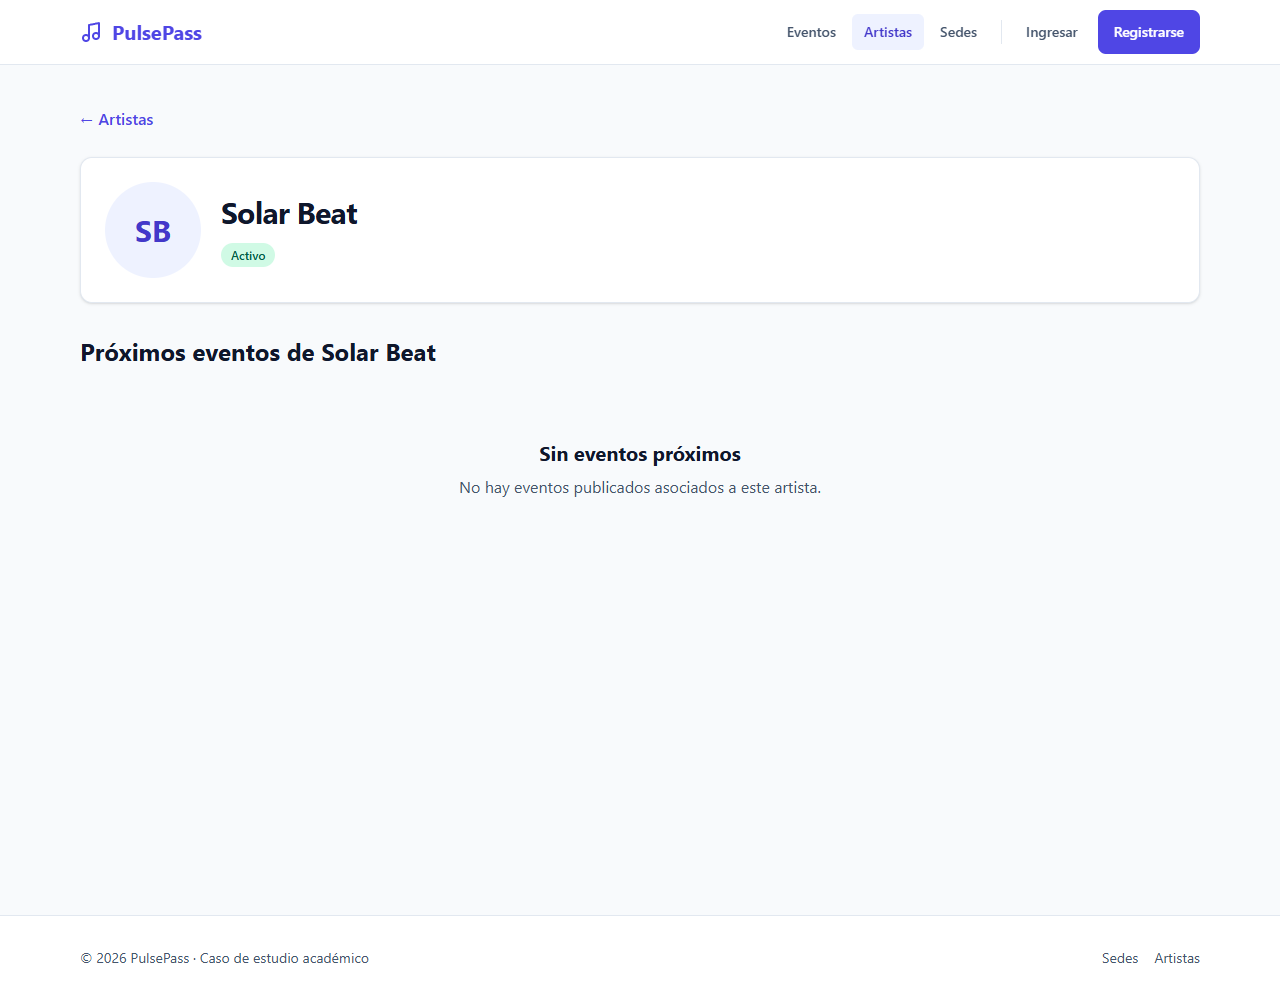 PulsePass
Eventos
Artistas
Sedes
Ingresar
Registrarse
← Artistas
SB
Solar Beat
Activo
Próximos eventos de Solar Beat
Sin eventos próximos
No hay eventos publicados asociados a este artista.
© 2026 PulsePass · Caso de estudio académico
Sedes
Artistas